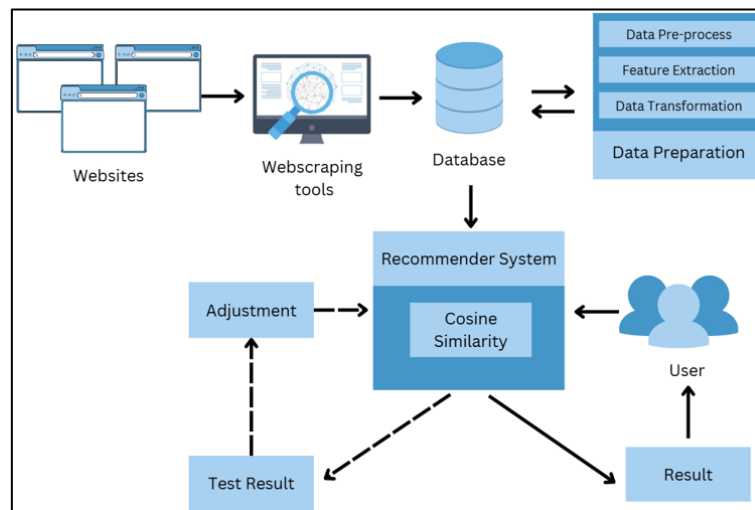 Data Pre-process
Feature Extraction
Data Transformation
Data Preparation
Websites
Webscraping
tools
Database
Recommender System
Cosine
Similarity
Adjustment
User
Test Result
Result